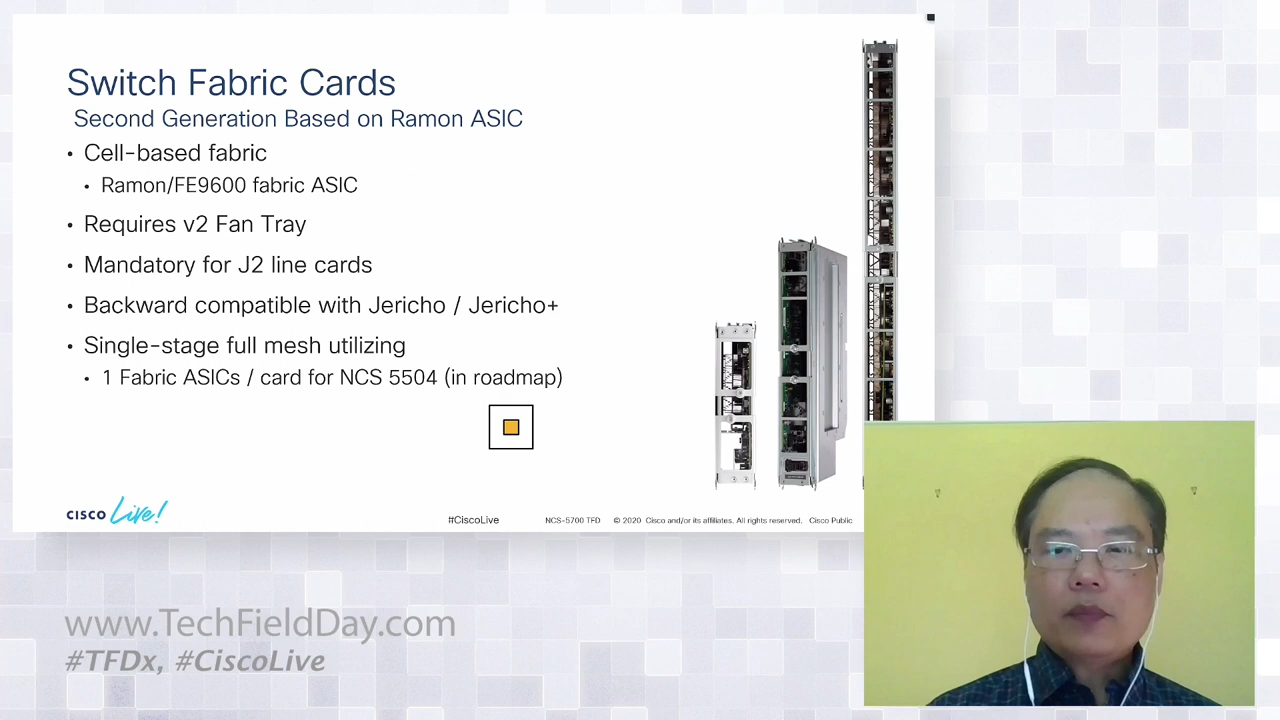 Switch Fabric Cards
Second Generation Based on Ramon ASIC
• Cell-based fabric
• Ramon/FE9600 fabric ASIC
• Requires v2 Fan Tray
• Mandatory for J2 line cards
• Backward compatible with Jericho / Jericho+
• Single-stage full mesh utilizing
• 1 Fabric ASICs / card for NCS 5504 (in roadmap)
CISCO Live!
#CiscoLive
NCS-5700 TFD
© 2020 Cisco and/or its affiliates. All rights reserved. Cisco Public
www.TechFieldDay.com
#TFDx, #CiscoLive